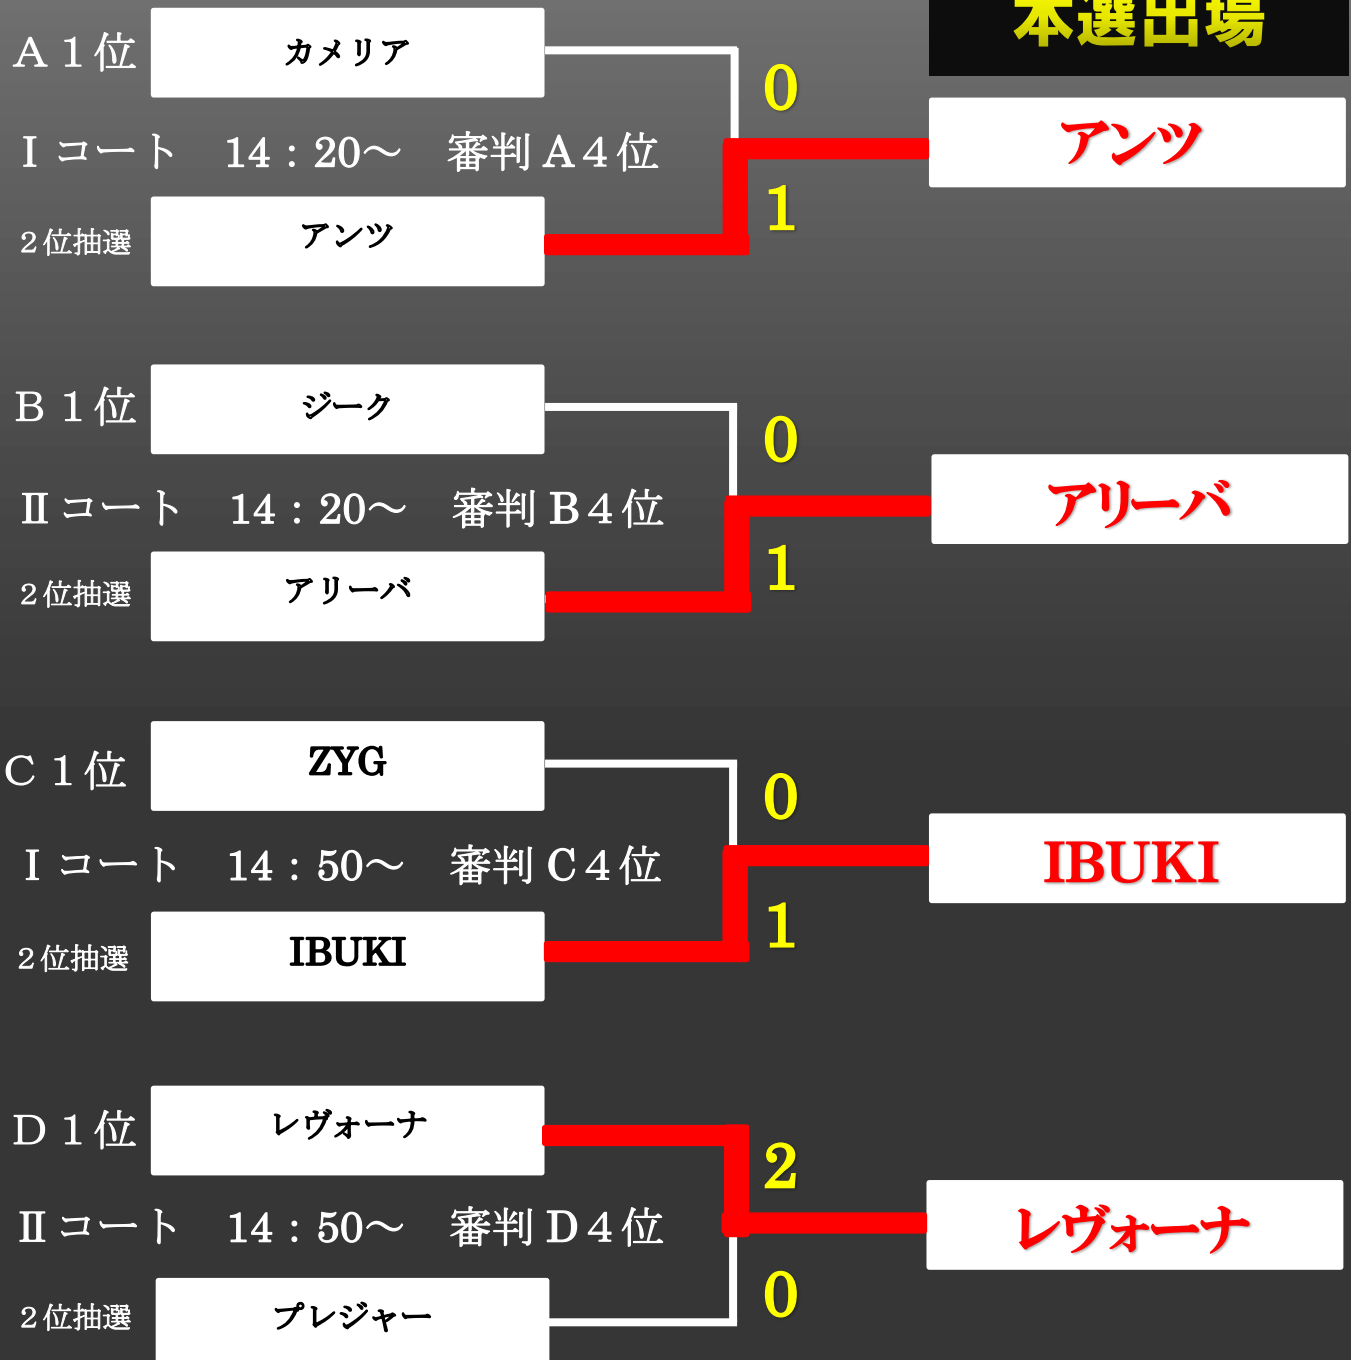 本選出場
A１位
カメリア
0
アンツ
Ⅰコート　14：20～　審判A４位
1
２位抽選
アンツ
B１位
ジーク
0
アリーバ
Ⅱコート　14：20～　審判B４位
1
２位抽選
アリーバ
C１位
ZYG
0
IBUKI
Ⅰコート　14：50～　審判C４位
1
２位抽選
IBUKI
D１位
レヴォーナ
2
レヴォーナ
Ⅱコート　14：50～　審判D４位
0
２位抽選
プレジャー